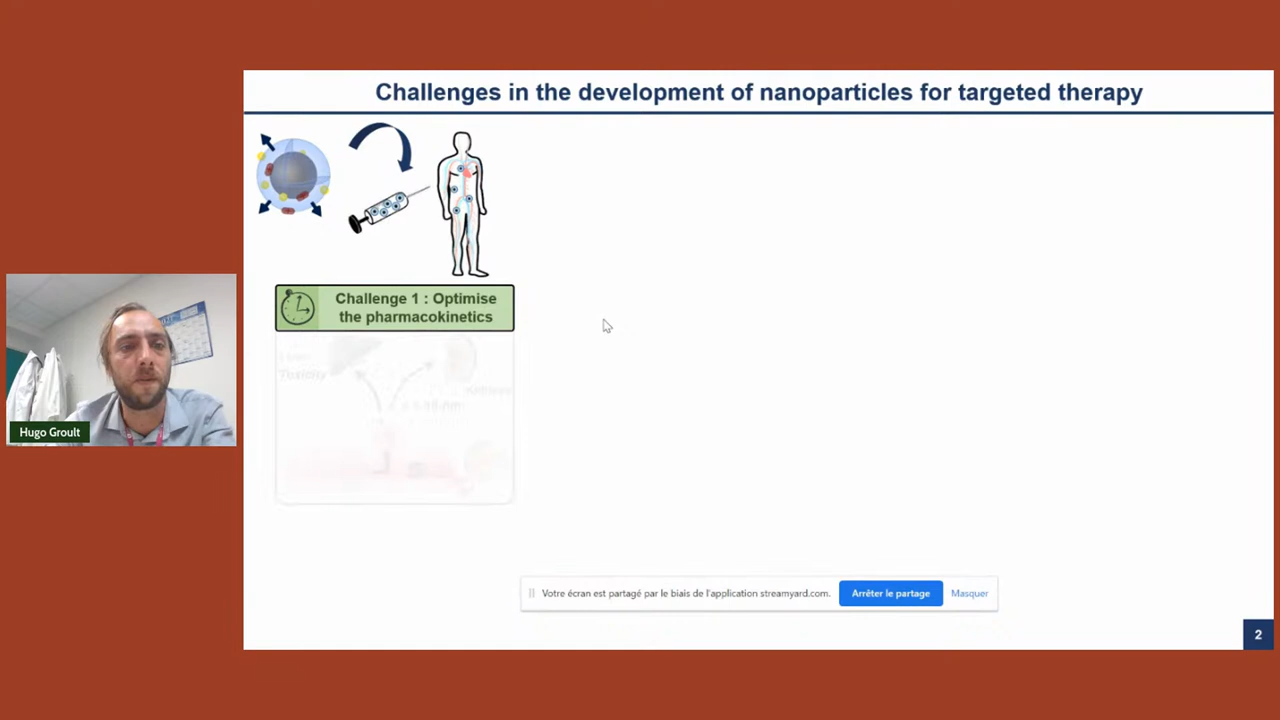 Challenges in the development of nanoparticles for targeted therapy
Challenge 1 : Optimise
the pharmacokinetics
Toxicity
Hugo Groult
Votre écran est partagé par le biais de l'application streamyard.com.
Arrêter le partage
Masquer
2